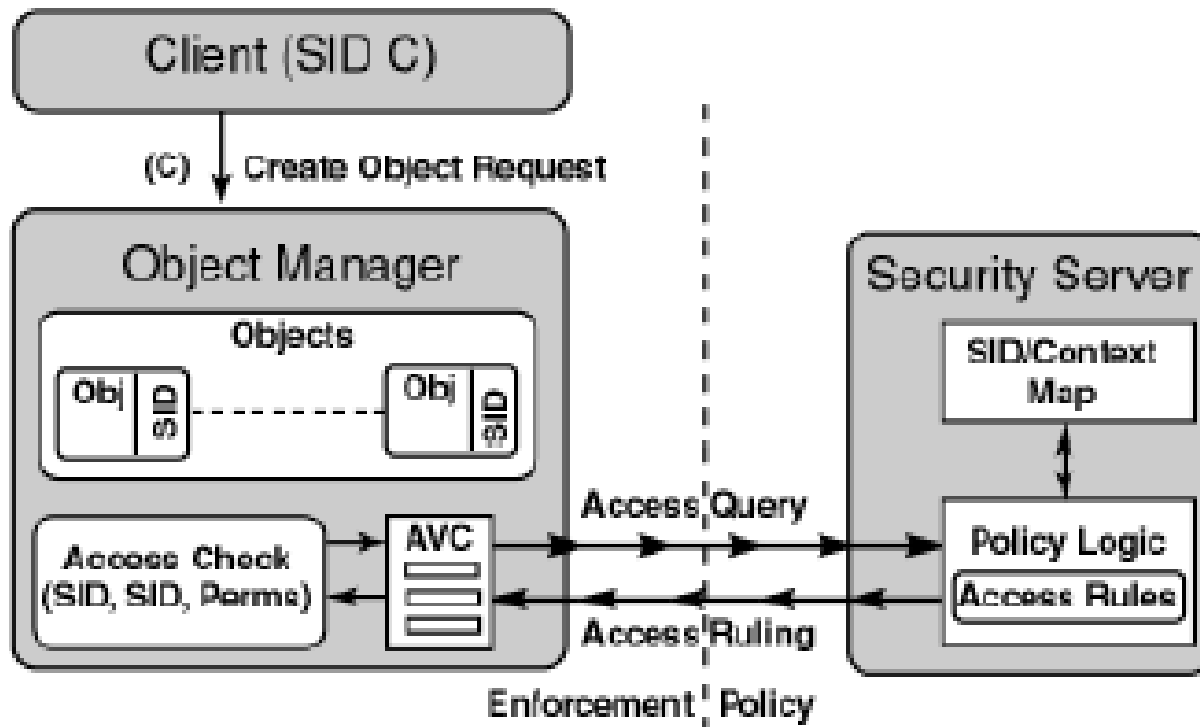 Client (SID C)
(C) Create Object Request
Object Manager
Objects
Obj SID
Obj SID
Access Check
(SID, SID, Perms)
AVC
Access Query
Access Ruling
Enforcement Policy
Security Server
SID/Context
Map
Policy Logic
Access Rules